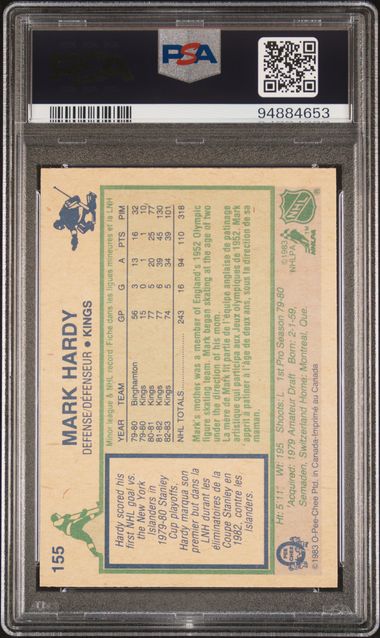 PSA
94884653
155
MARK HARDY
DEFENSE/DÉFENSEUR • KINGS
Hardy scored his
first NHL goal vs.
the New York
Islanders in
1979-80 Stanley
Cup playoffs.
Hardy marqua son
premier but dans la
LNH durant les
éliminatoires de la
Coupe Stanley en
1962, contre les
Islanders.
Minor league & NHL record/Fiche dans les ligues mineures et la LNH
YEAR TEAM GP G A PTS PIM
79-80 Binghamton 56 3 13 16 32
79-80 Kings 15 0 1 1 10
80-81 Kings 77 5 20 25 77
81-82 Kings 77 6 39 45 130
82-83 Kings 74 5 34 39 101
NHL TOTALS 243 16 94 110 318
Mark's mother was a member of England's 1952 Olympic
figure skating team. Mark began skating at the age of two
under the direction of his mom.
La mère de Mark fit partie de l'équipe anglaise de patinage
artistique qui participa aux Jeux olympiques de 1952. Mark
apprit à patiner à l'âge de deux ans, sous la direction de sa
maman.
Ht: 5'11" Wt: 195 Shoots: L 1st Pro Season 79-80
Acquired: 1979 Amateur Draft Born: 2-1-59,
Semaden, Switzerland Home: Montreal, Que.
©1983 O-Pee-Chee Ptd. in Canada-Imprimé au Canada
O PEE CHEE
©1983
NHLPA
NHLPA
TM
NHL
®